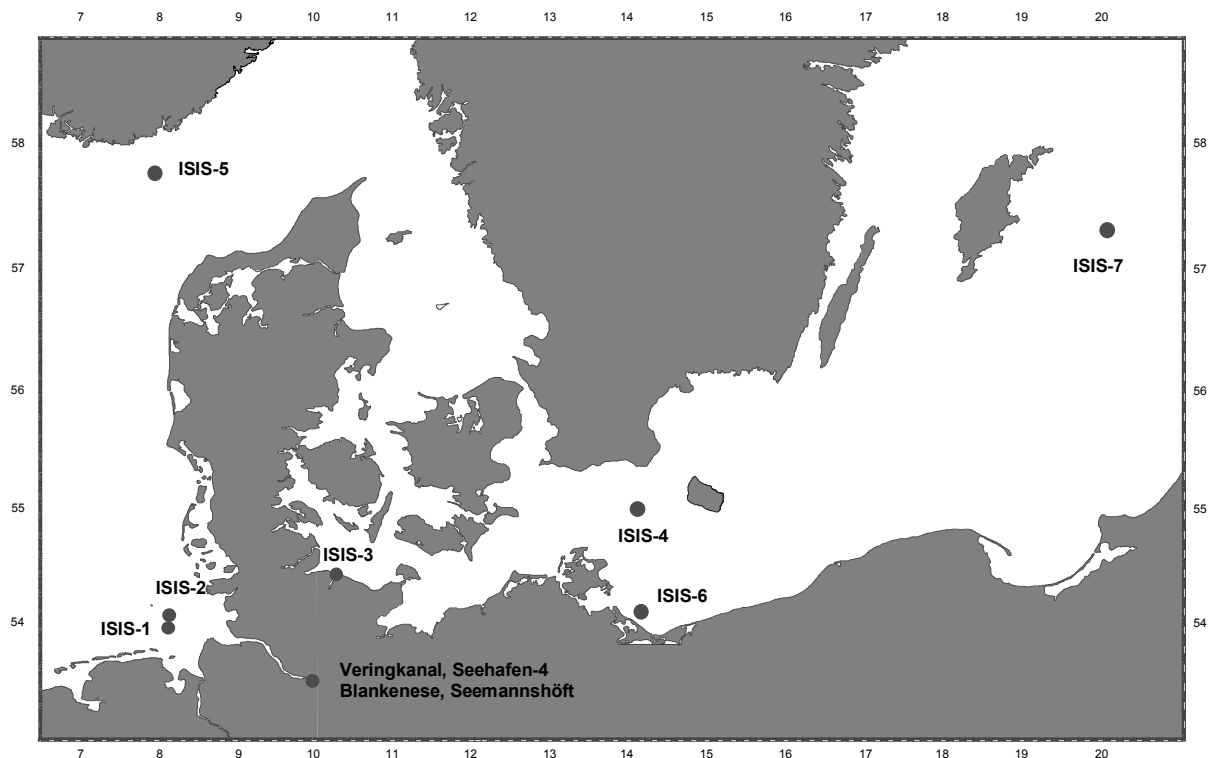 7 8 9 10 11 12 13 14 15 16 17 18 19 20
58 58
ISIS-5
57 57
ISIS-7
56 56
55 55
ISIS-4
ISIS-3
ISIS-2
ISIS-6
ISIS-1
54 54
Veringkanal, Seehafen-4
Blankenese, Seemannshöft
7 8 9 10 11 12 13 14 15 16 17 18 19 20